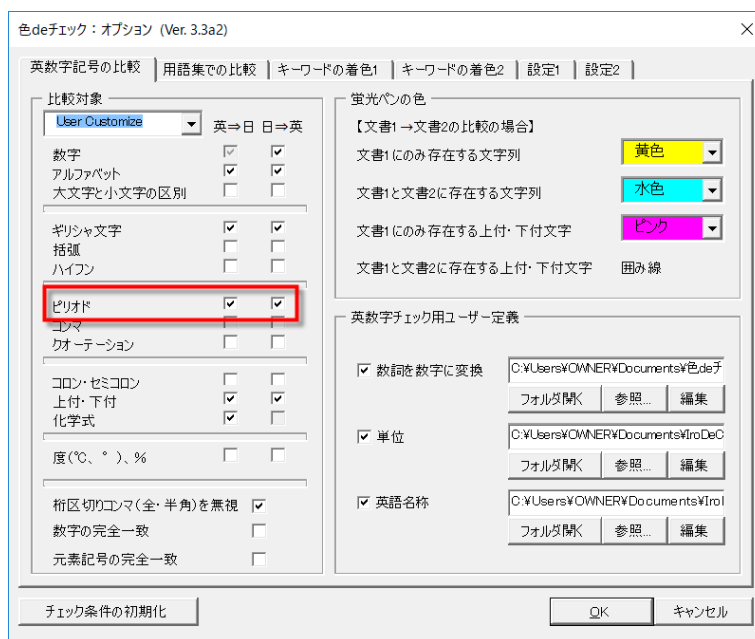 色deチェック：オプション (Ver. 3.3a2)
英数字記号の比較 用語集での比較 キーワードの着色1 キーワードの着色2 設定1 設定2
比較対象
User Customize 英⇒日 日⇒英
数字
アルファベット
大文字と小文字の区別
ギリシャ文字
括弧
ハイフン
ピリオド
コンマ
クオーテーション
コロン・セミコロン
上付・下付
化学式
度(℃、°)、%
桁区切りコンマ(全・半角)を無視
数字の完全一致
元素記号の完全一致
蛍光ペンの色
【文書1→文書2の比較の場合】
文書1にのみ存在する文字列 黄色
文書1と文書2に存在する文字列 水色
文書1にのみ存在する上付・下付文字 ピンク
文書1と文書2に存在する上付・下付文字 囲み線
英数字チェック用ユーザー定義
数詞を数字に変換 C:¥Users¥OWNER¥Documents¥色deチ
フォルダ開く 参照... 編集
単位 C:¥Users¥OWNER¥Documents¥IroDeC
フォルダ開く 参照... 編集
英語名称 C:¥Users¥OWNER¥Documents¥Irol
フォルダ開く 参照... 編集
チェック条件の初期化 OK キャンセル